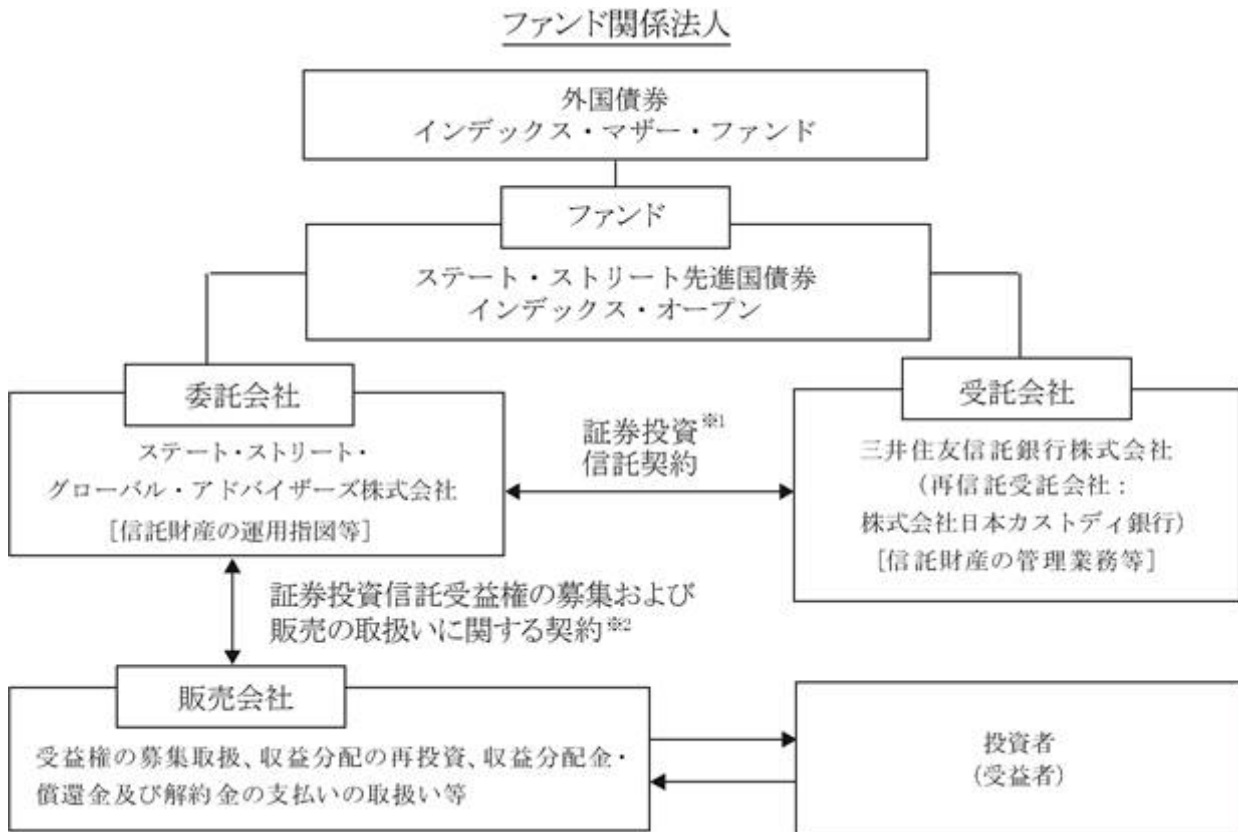 ファンド関係法人
外国債券
インデックス・マザー・ファンド
ファンド
ステート・ストリート先進国債券
インデックス・オープン
委託会社
ステート・ストリート・
グローバル・アドバイザーズ株式会社
[信託財産の運用指図等]
証券投資※1
信託契約
受託会社
三井住友信託銀行株式会社
(再信託受託会社:
株式会社日本カストディ銀行)
[信託財産の管理業務等]
証券投資信託受益権の募集および
販売の取扱いに関する契約※2
販売会社
受益権の募集取扱、収益分配の再投資、収益分配金・
償還金及び解約金の支払いの取扱い等
投資者
(受益者)